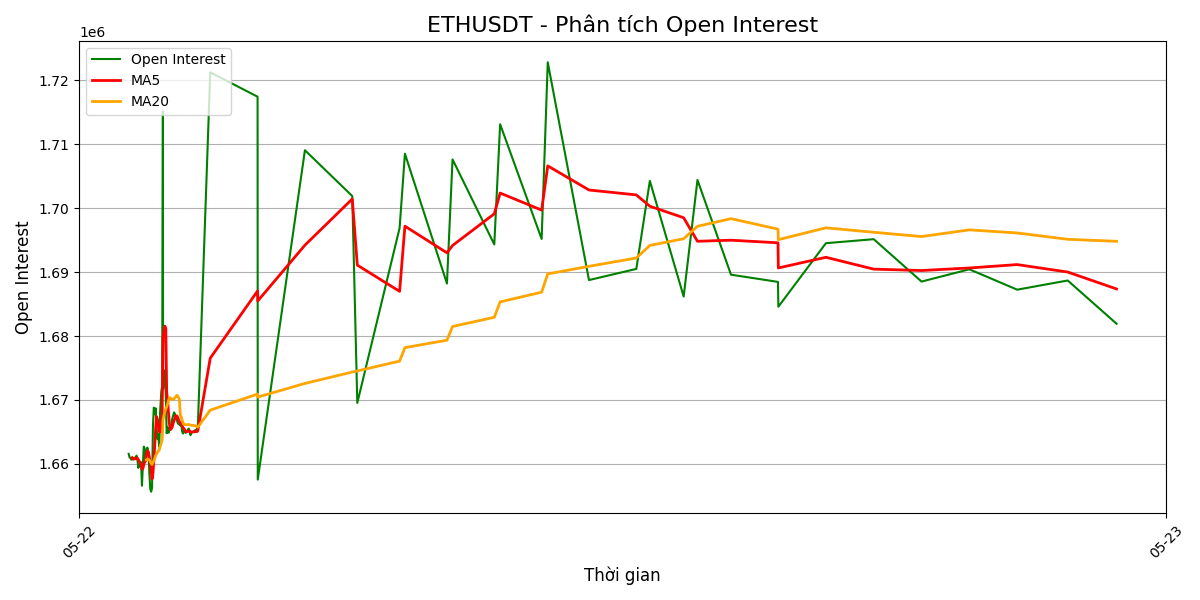 ETHUSDT - Phân tích Open Interest
1e6
Open Interest
MA5
MA20
1.72
1.71
1.70
1.69
1.68
1.67
1.66
Open Interest
05-22
05-23
Thời gian